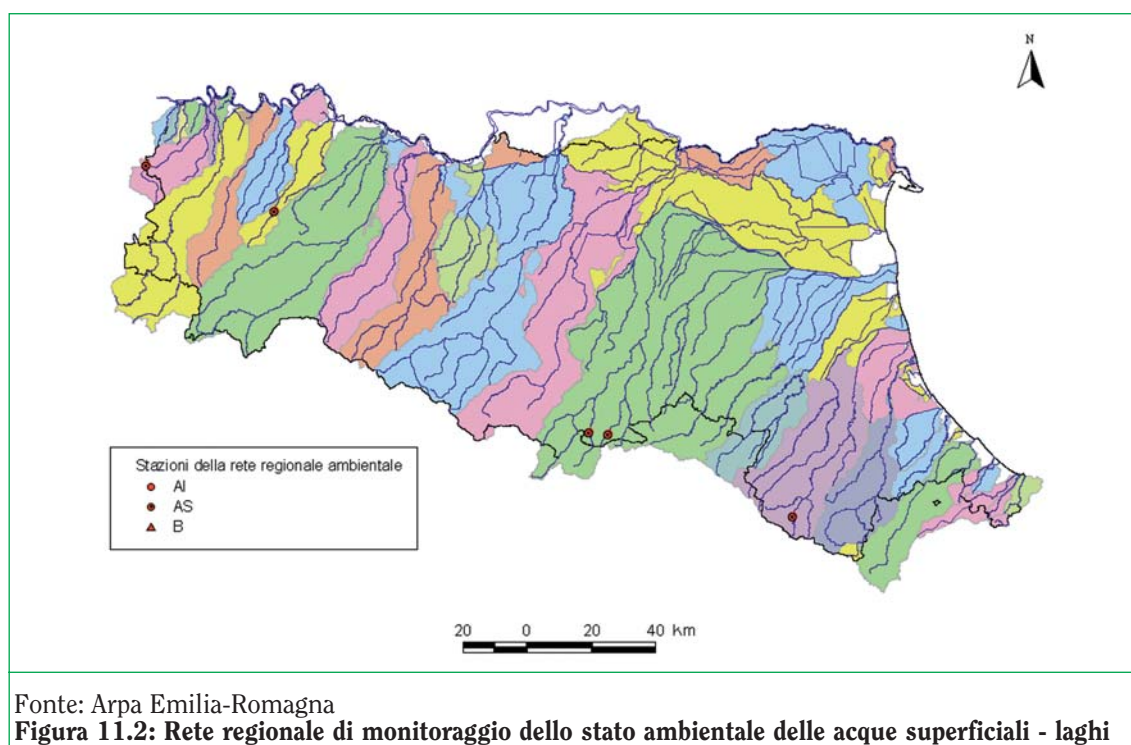 N
Stazioni della rete regionale ambientale
AI
AS
B
20 0 20 40 Km
Fonte: Arpa Emilia-Romagna
Figura 11.2: Rete regionale di monitoraggio dello stato ambientale delle acque superficiali - laghi